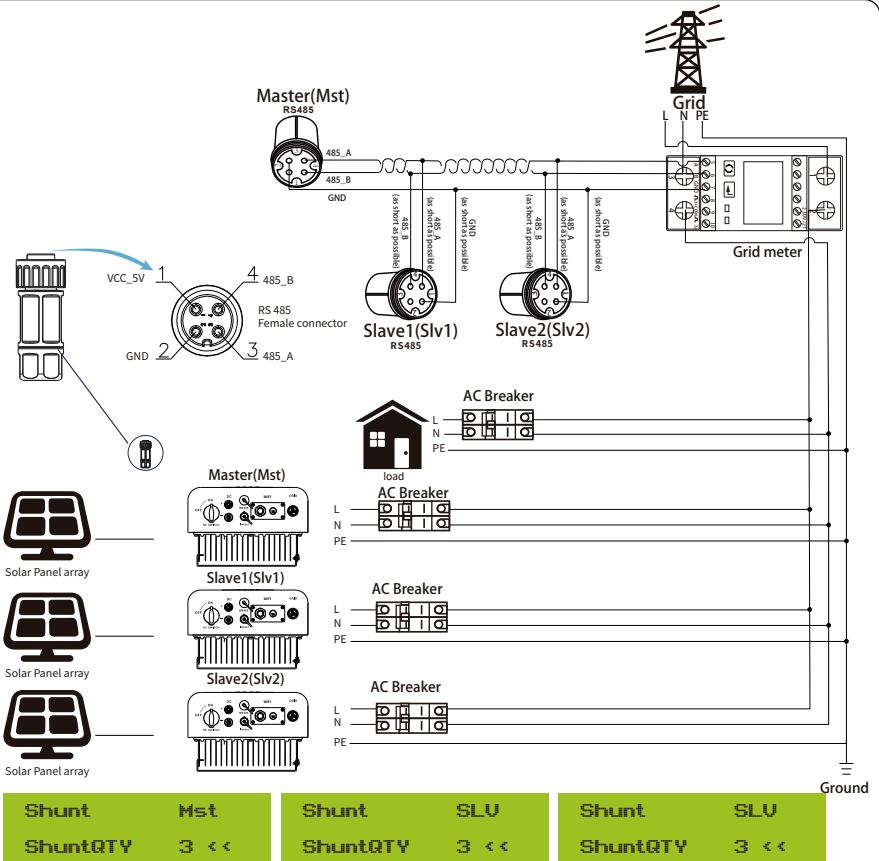 Grid
L N PE
Master(Mst)
RS485
485_A
485_B
GND
485_B
(as short as possible)
485_A
(as short as possible)
GND
(as short as possible)
485_B
(as short as possible)
485_A
(as short as possible)
GND
(as short as possible)
3
4
1
Grid meter
Slave1(Slv1)
RS485
Slave2(Slv2)
RS485
VCC_5V 1
4 485_B
RS 485
Female connector
GND 2
3 485_A
AC Breaker
L
N
PE
load
Master(Mst)
AC Breaker
L
N
PE
Solar Panel array
Slave1(Slv1)
AC Breaker
L
N
PE
Solar Panel array
Slave2(Slv2)
AC Breaker
L
N
PE
Solar Panel array
Ground
Shunt Mst
ShuntQTY 3 <<
Shunt SLV
ShuntQTY 3 <<
Shunt SLV
ShuntQTY 3 <<